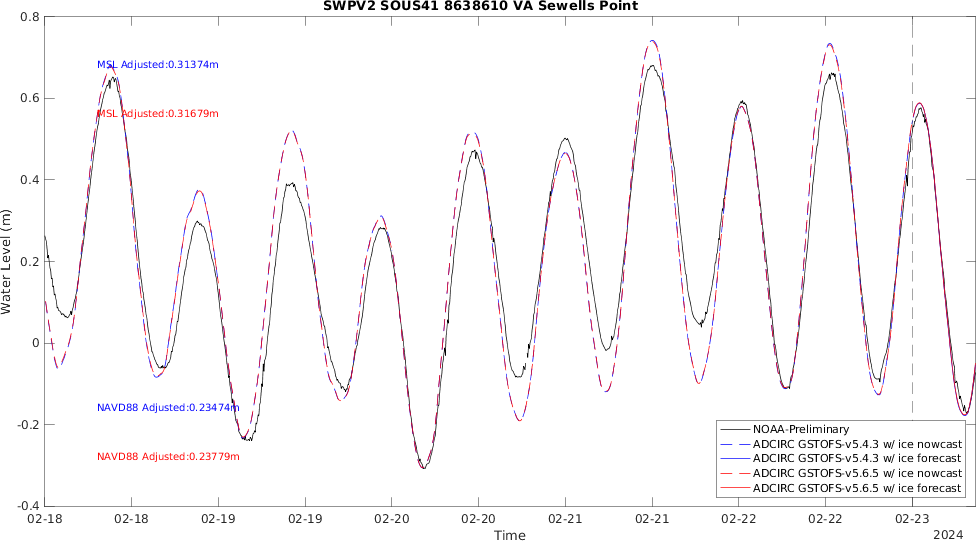 SWPV2 SOUS41 8638610 VA Sewells Point
0.8
0.6
0.4
0.2
0
-0.2
-0.4
Water Level (m)
MSL Adjusted:0.31374m
MSL Adjusted:0.31679m
NAVD88 Adjusted:0.23474m
NAVD88 Adjusted:0.23779m
NOAA-Preliminary
ADCIRC GSTOFS-v5.4.3 w/ ice nowcast
ADCIRC GSTOFS-v5.4.3 w/ ice forecast
ADCIRC GSTOFS-v5.6.5 w/ ice nowcast
ADCIRC GSTOFS-v5.6.5 w/ ice forecast
02-18 02-18 02-19 02-19 02-20 02-20 02-21 02-21 02-22 02-22 02-23
Time
2024